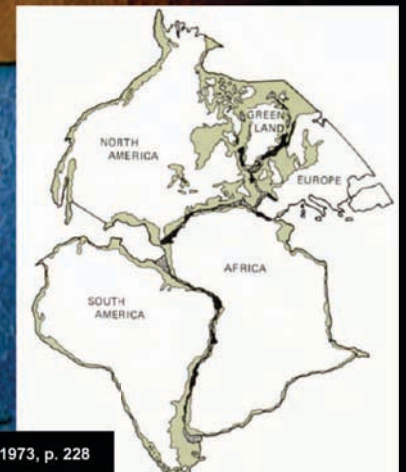 GREEN
LAND
NORTH
AMERICA
EUROPE
AFRICA
SOUTH
AMERICA
1973, p. 228